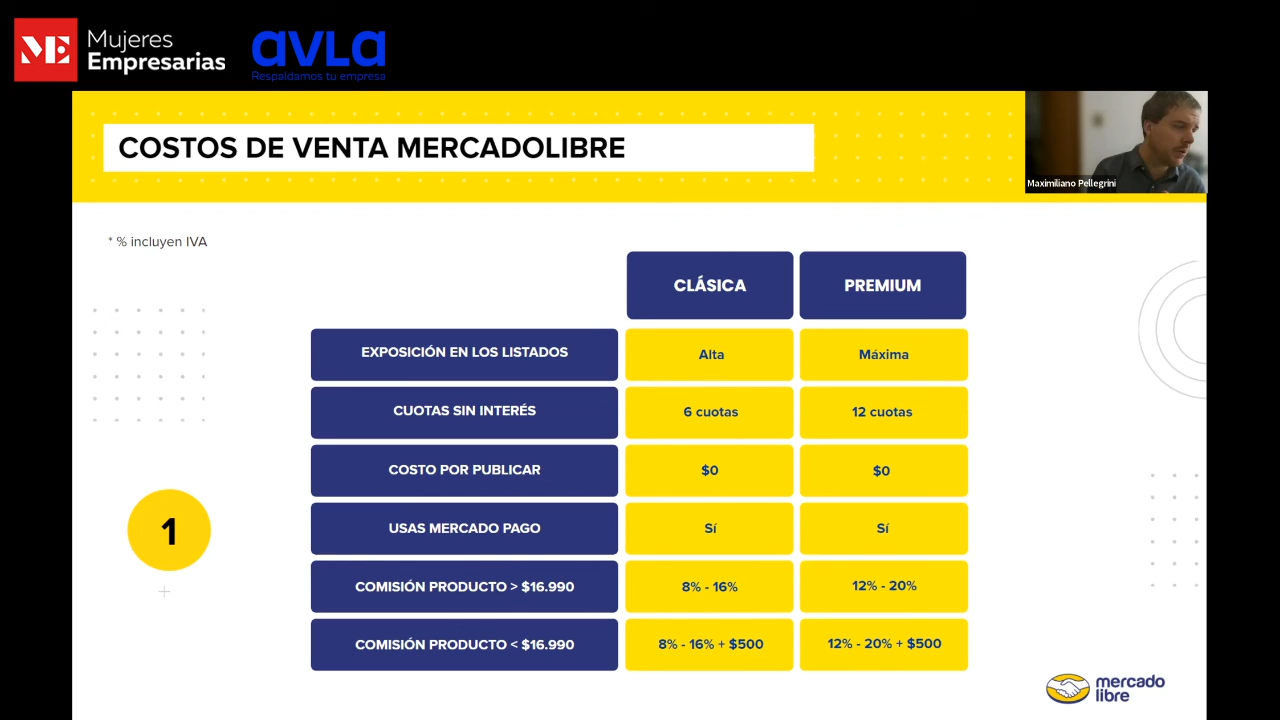 ME
Mujeres
Empresarias
avla
Respaldamos tu empresa
COSTOS DE VENTA MERCADOLIBRE
Maximiliano Pellegrini
* % incluyen IVA
CLÁSICA PREMIUM
EXPOSICIÓN EN LOS LISTADOS Alta Máxima
CUOTAS SIN INTERÉS 6 cuotas 12 cuotas
COSTO POR PUBLICAR $0 $0
USAS MERCADO PAGO Sí Sí
COMISIÓN PRODUCTO > $16.990 8% - 16% 12% - 20%
COMISIÓN PRODUCTO < $16.990 8% - 16% + $500 12% - 20% + $500
1
mercado
libre